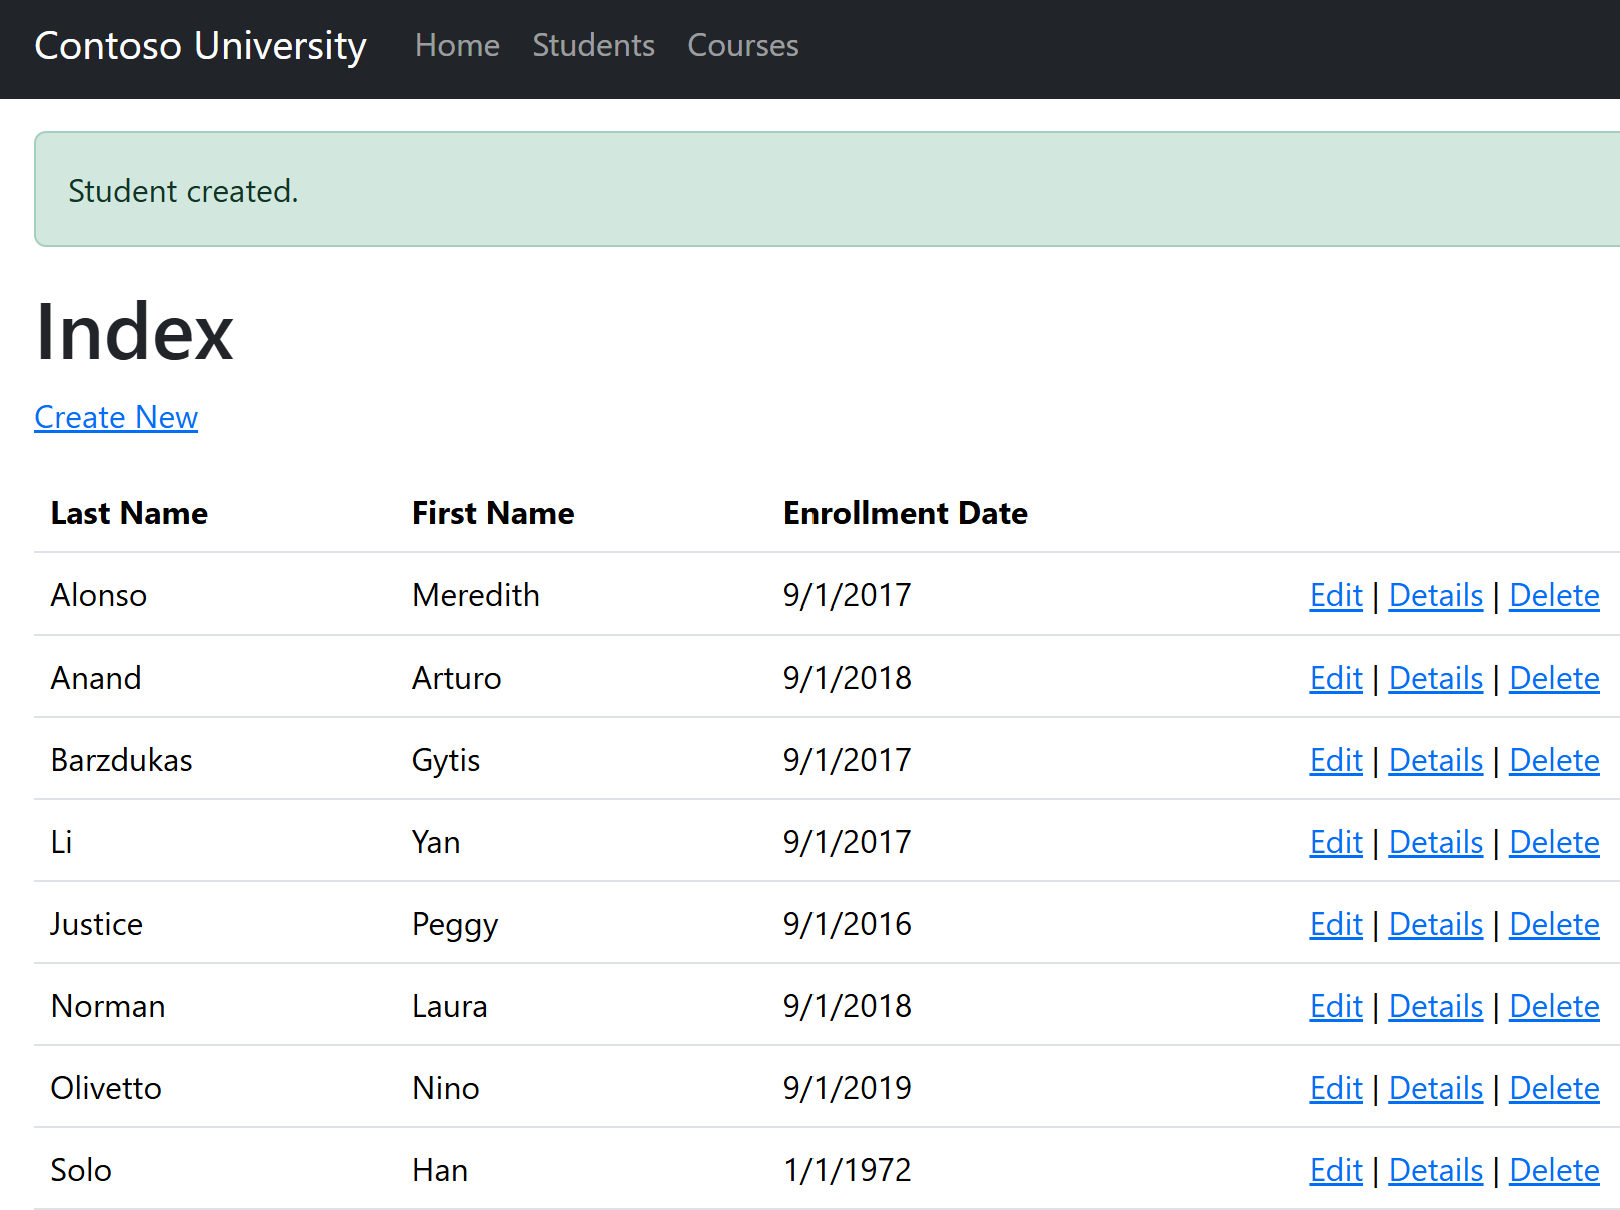 Contoso University Home Students Courses
Student created.
Index
Create New
Last Name First Name Enrollment Date
Alonso Meredith 9/1/2017 Edit | Details | Delete
Anand Arturo 9/1/2018 Edit | Details | Delete
Barzdukas Gytis 9/1/2017 Edit | Details | Delete
Li Yan 9/1/2017 Edit | Details | Delete
Justice Peggy 9/1/2016 Edit | Details | Delete
Norman Laura 9/1/2018 Edit | Details | Delete
Olivetto Nino 9/1/2019 Edit | Details | Delete
Solo Han 1/1/1972 Edit | Details | Delete